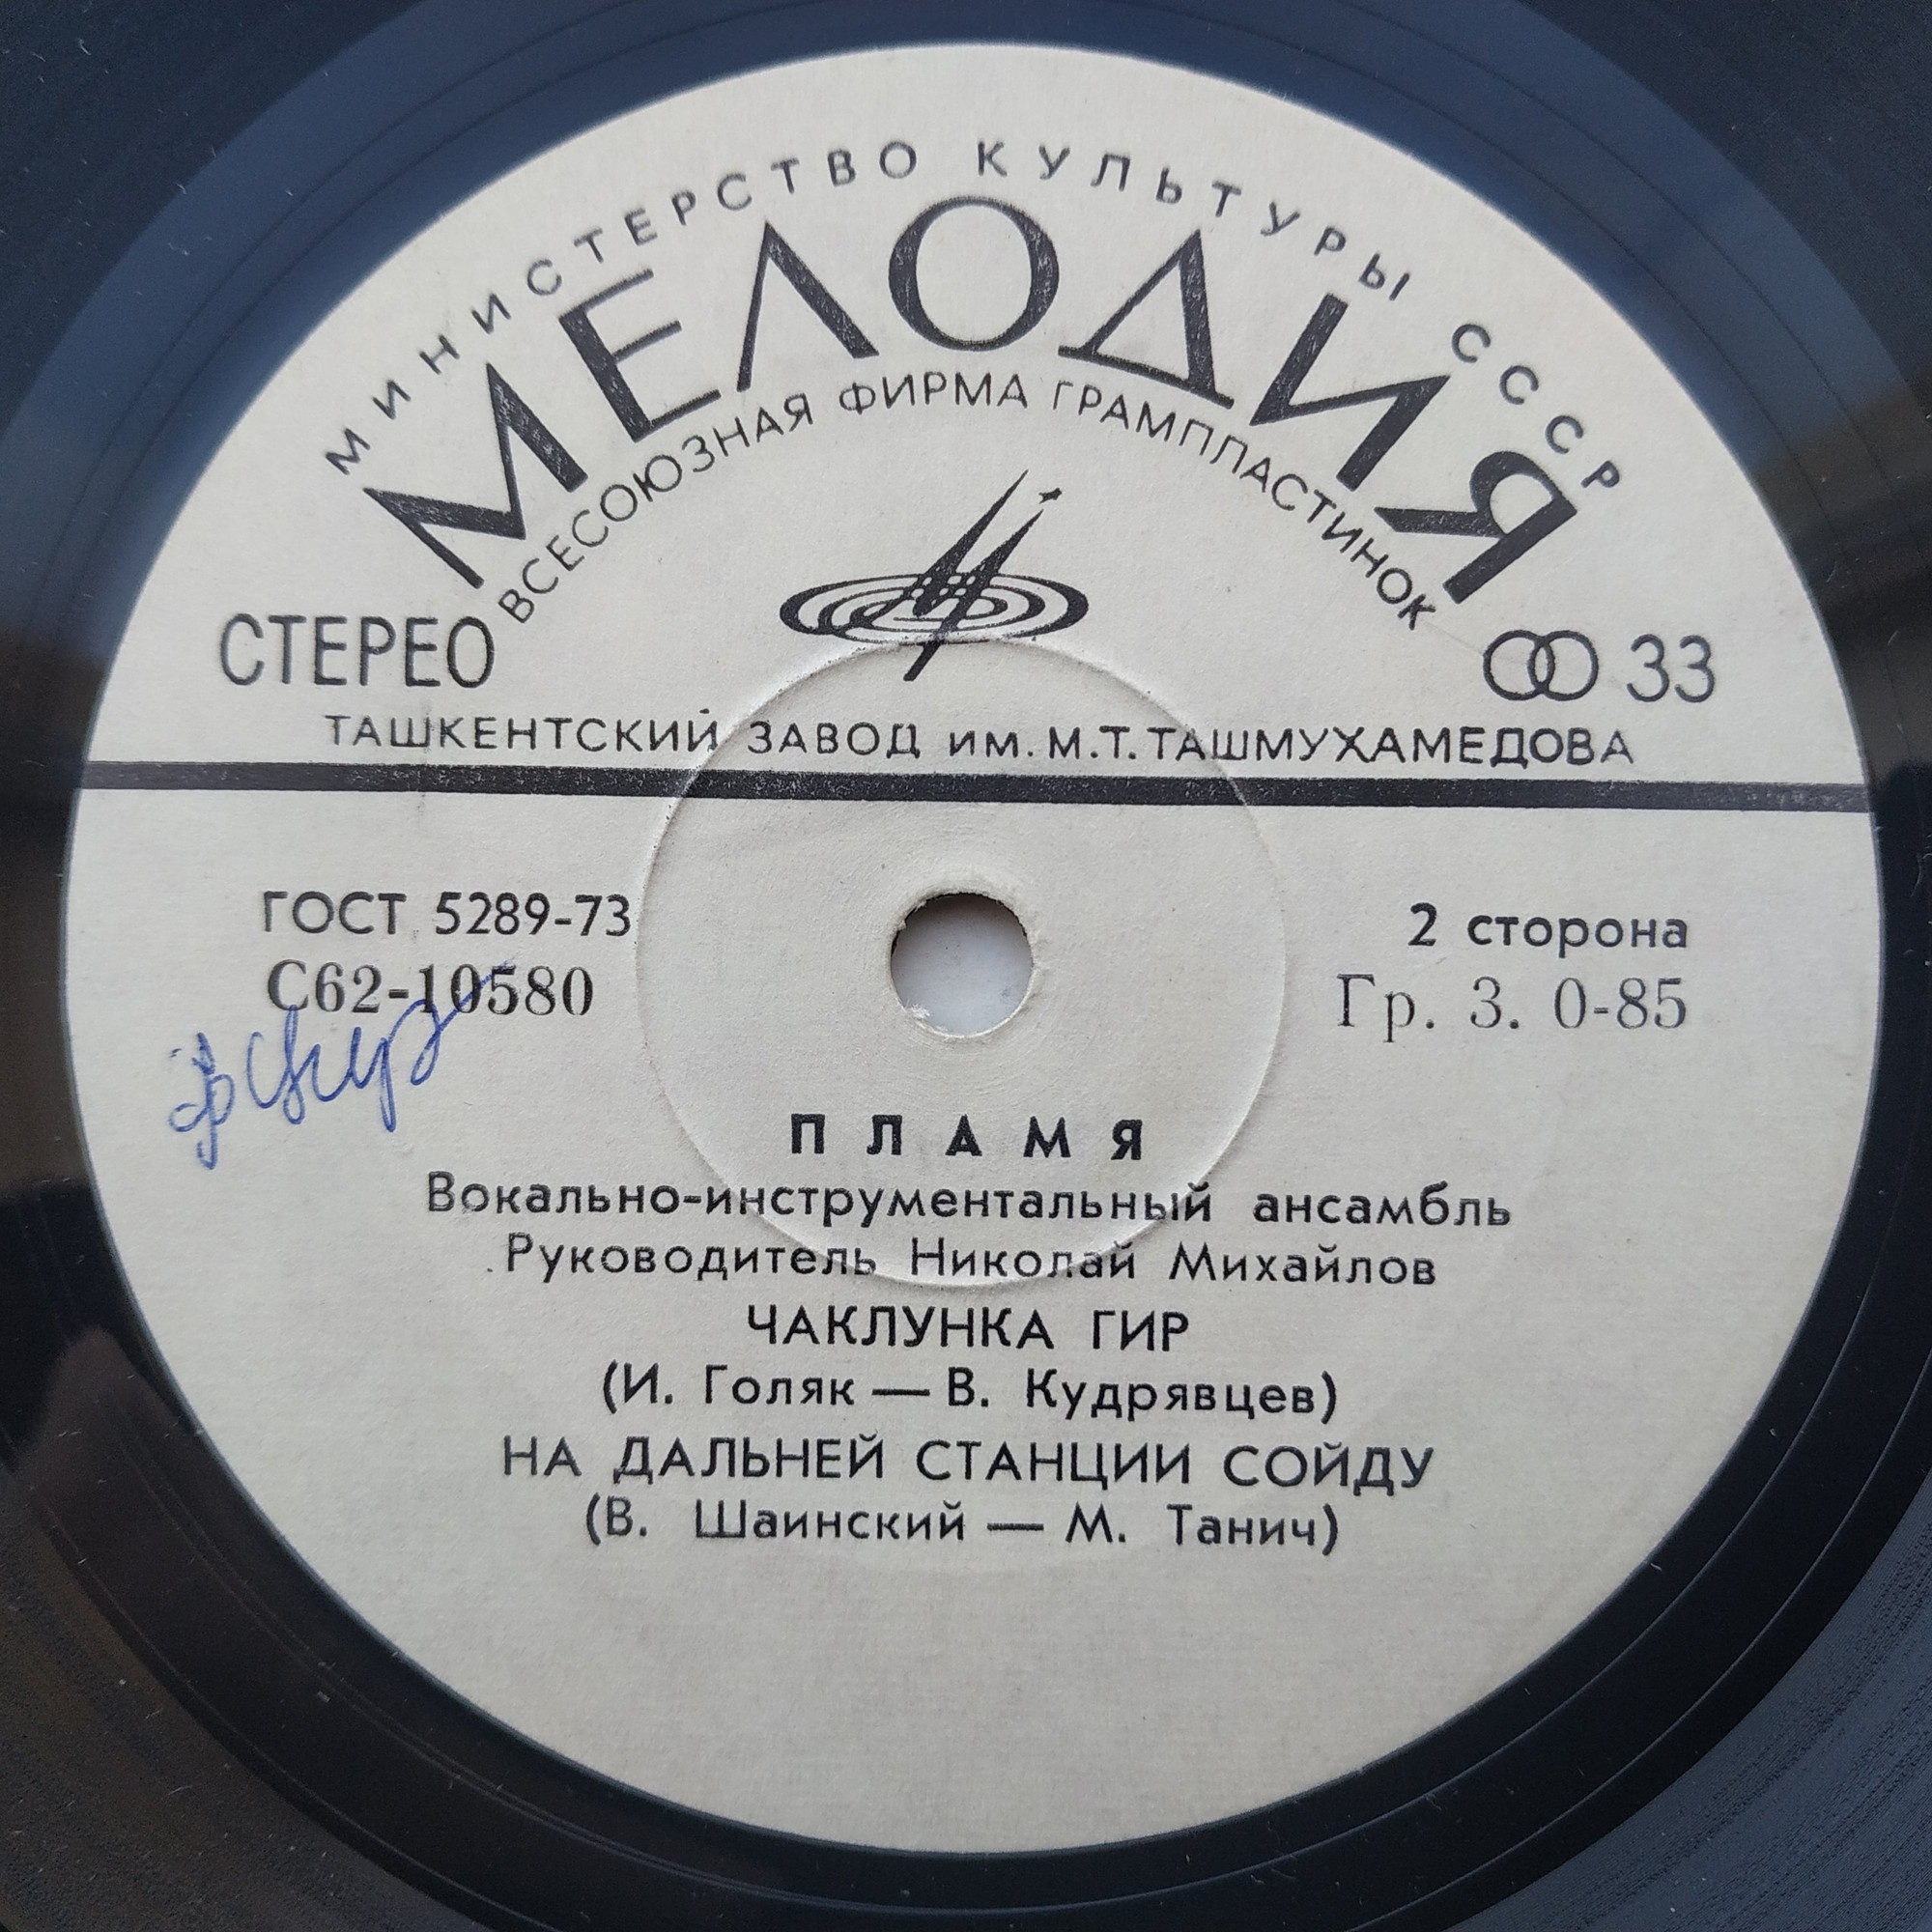 МИНИСТЕРСТВО КУЛЬТУРЫ СССР
МЕЛОДИЯ
ВСЕСОЮЗНАЯ ФИРМА ГРАМПЛАСТИНОК
СТЕРЕО
33
ТАШКЕНТСКИЙ ЗАВОД им. М.Т. ТАШМУХАМЕДОВА
ГОСТ 5289-73
С62-10580
2 сторона
Гр. 3. 0-85
ПЛАМЯ
Вокально-инструментальный ансамбль
Руководитель Николай Михайлов
ЧАКЛУНКА ГИР
(И. Голяк — В. Кудрявцев)
НА ДАЛЬНЕЙ СТАНЦИИ СОЙДУ
(В. Шаинский — М. Танич)